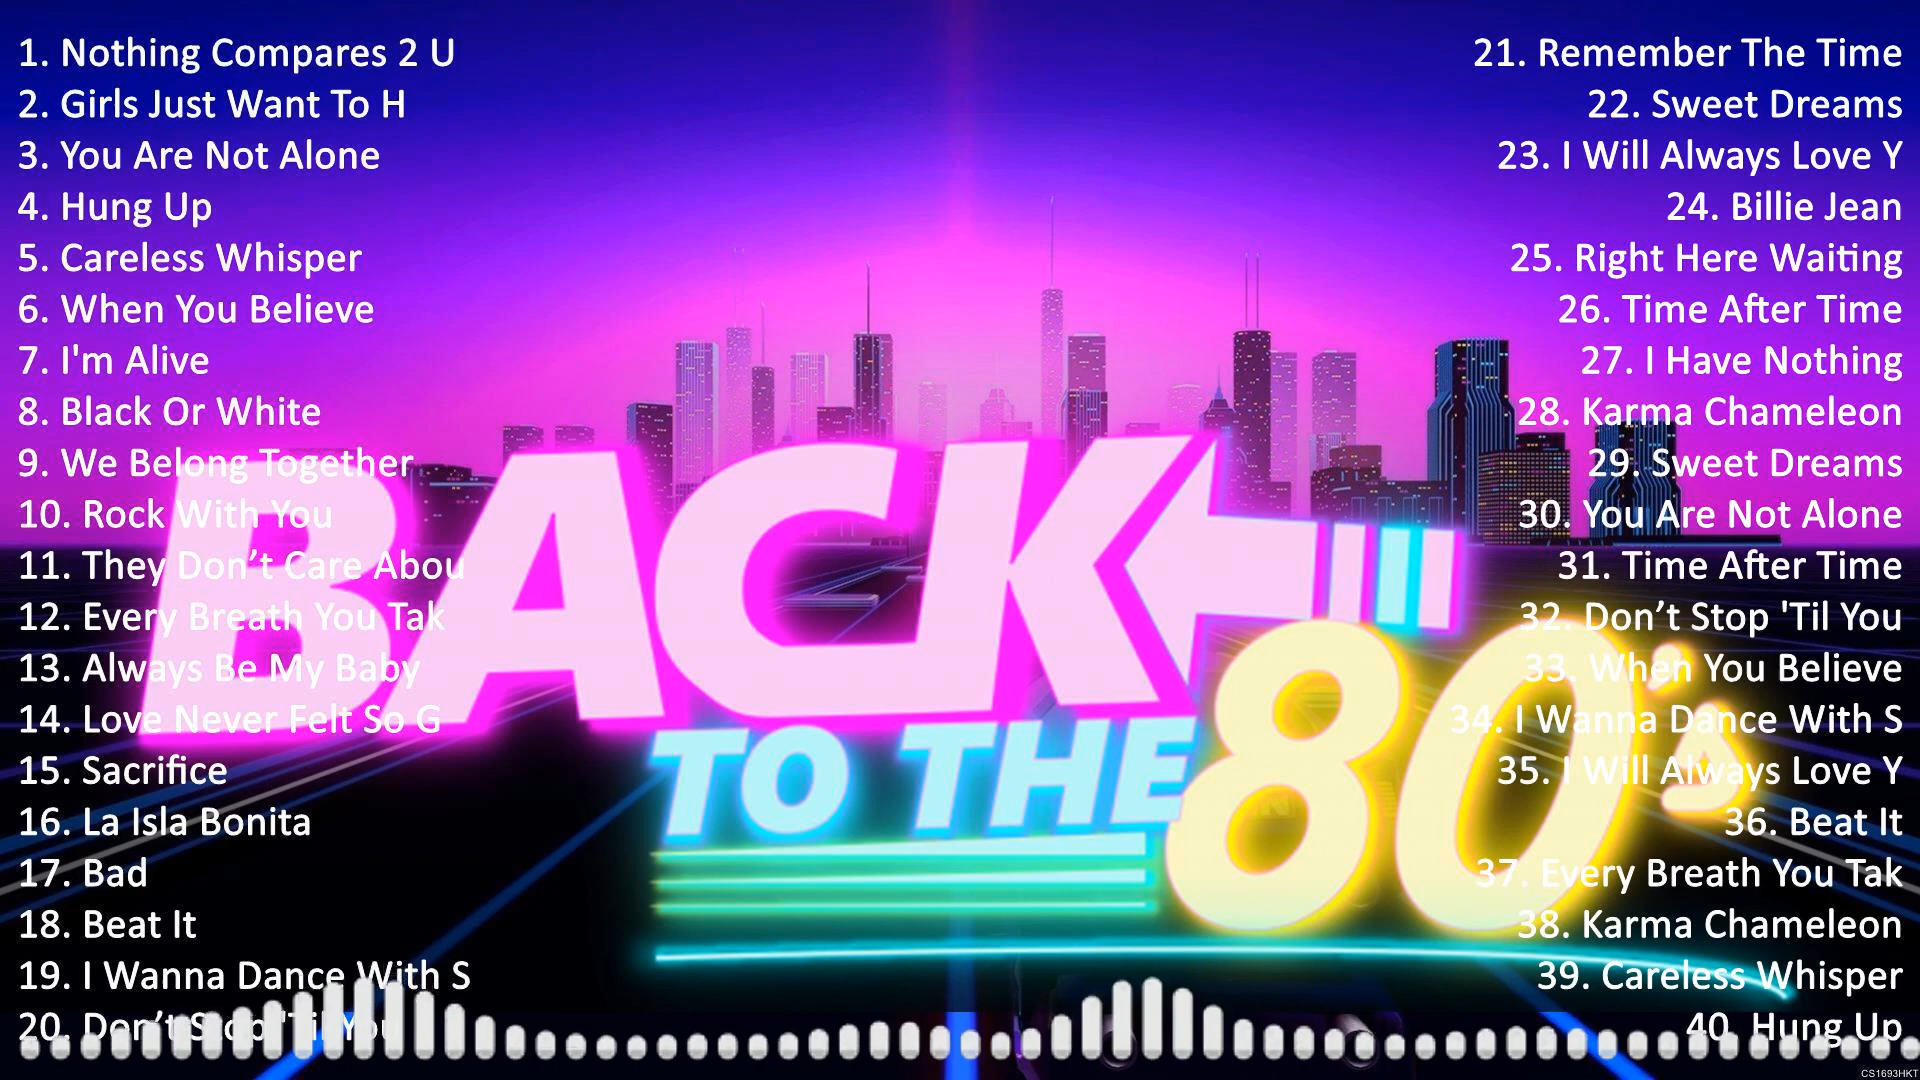 1. Nothing Compares 2 U
2. Girls Just Want To H
3. You Are Not Alone
4. Hung Up
5. Careless Whisper
6. When You Believe
7. I'm Alive
8. Black Or White
9. We Belong Together
10. Rock With You
11. They Don’t Care Abou
12. Every Breath You Tak
13. Always Be My Baby
14. Love Never Felt So G
15. Sacrifice
16. La Isla Bonita
17. Bad
18. Beat It
19. I Wanna Dance With S
20. Don’t Stop 'Til You
BACK
TO THE
80's
21. Remember The Time
22. Sweet Dreams
23. I Will Always Love Y
24. Billie Jean
25. Right Here Waiting
26. Time After Time
27. I Have Nothing
28. Karma Chameleon
29. Sweet Dreams
30. You Are Not Alone
31. Time After Time
32. Don’t Stop 'Til You
33. When You Believe
34. I Wanna Dance With S
35. I Will Always Love Y
36. Beat It
37. Every Breath You Tak
38. Karma Chameleon
39. Careless Whisper
40. Hung Up
CS1693HKT